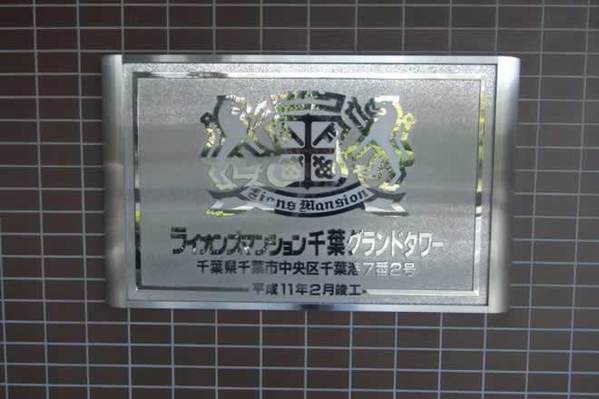 Lions Mansion
ライオンズマンション千葉グランドタワー
千葉県千葉市中央区千葉港7番2号
平成11年2月竣工